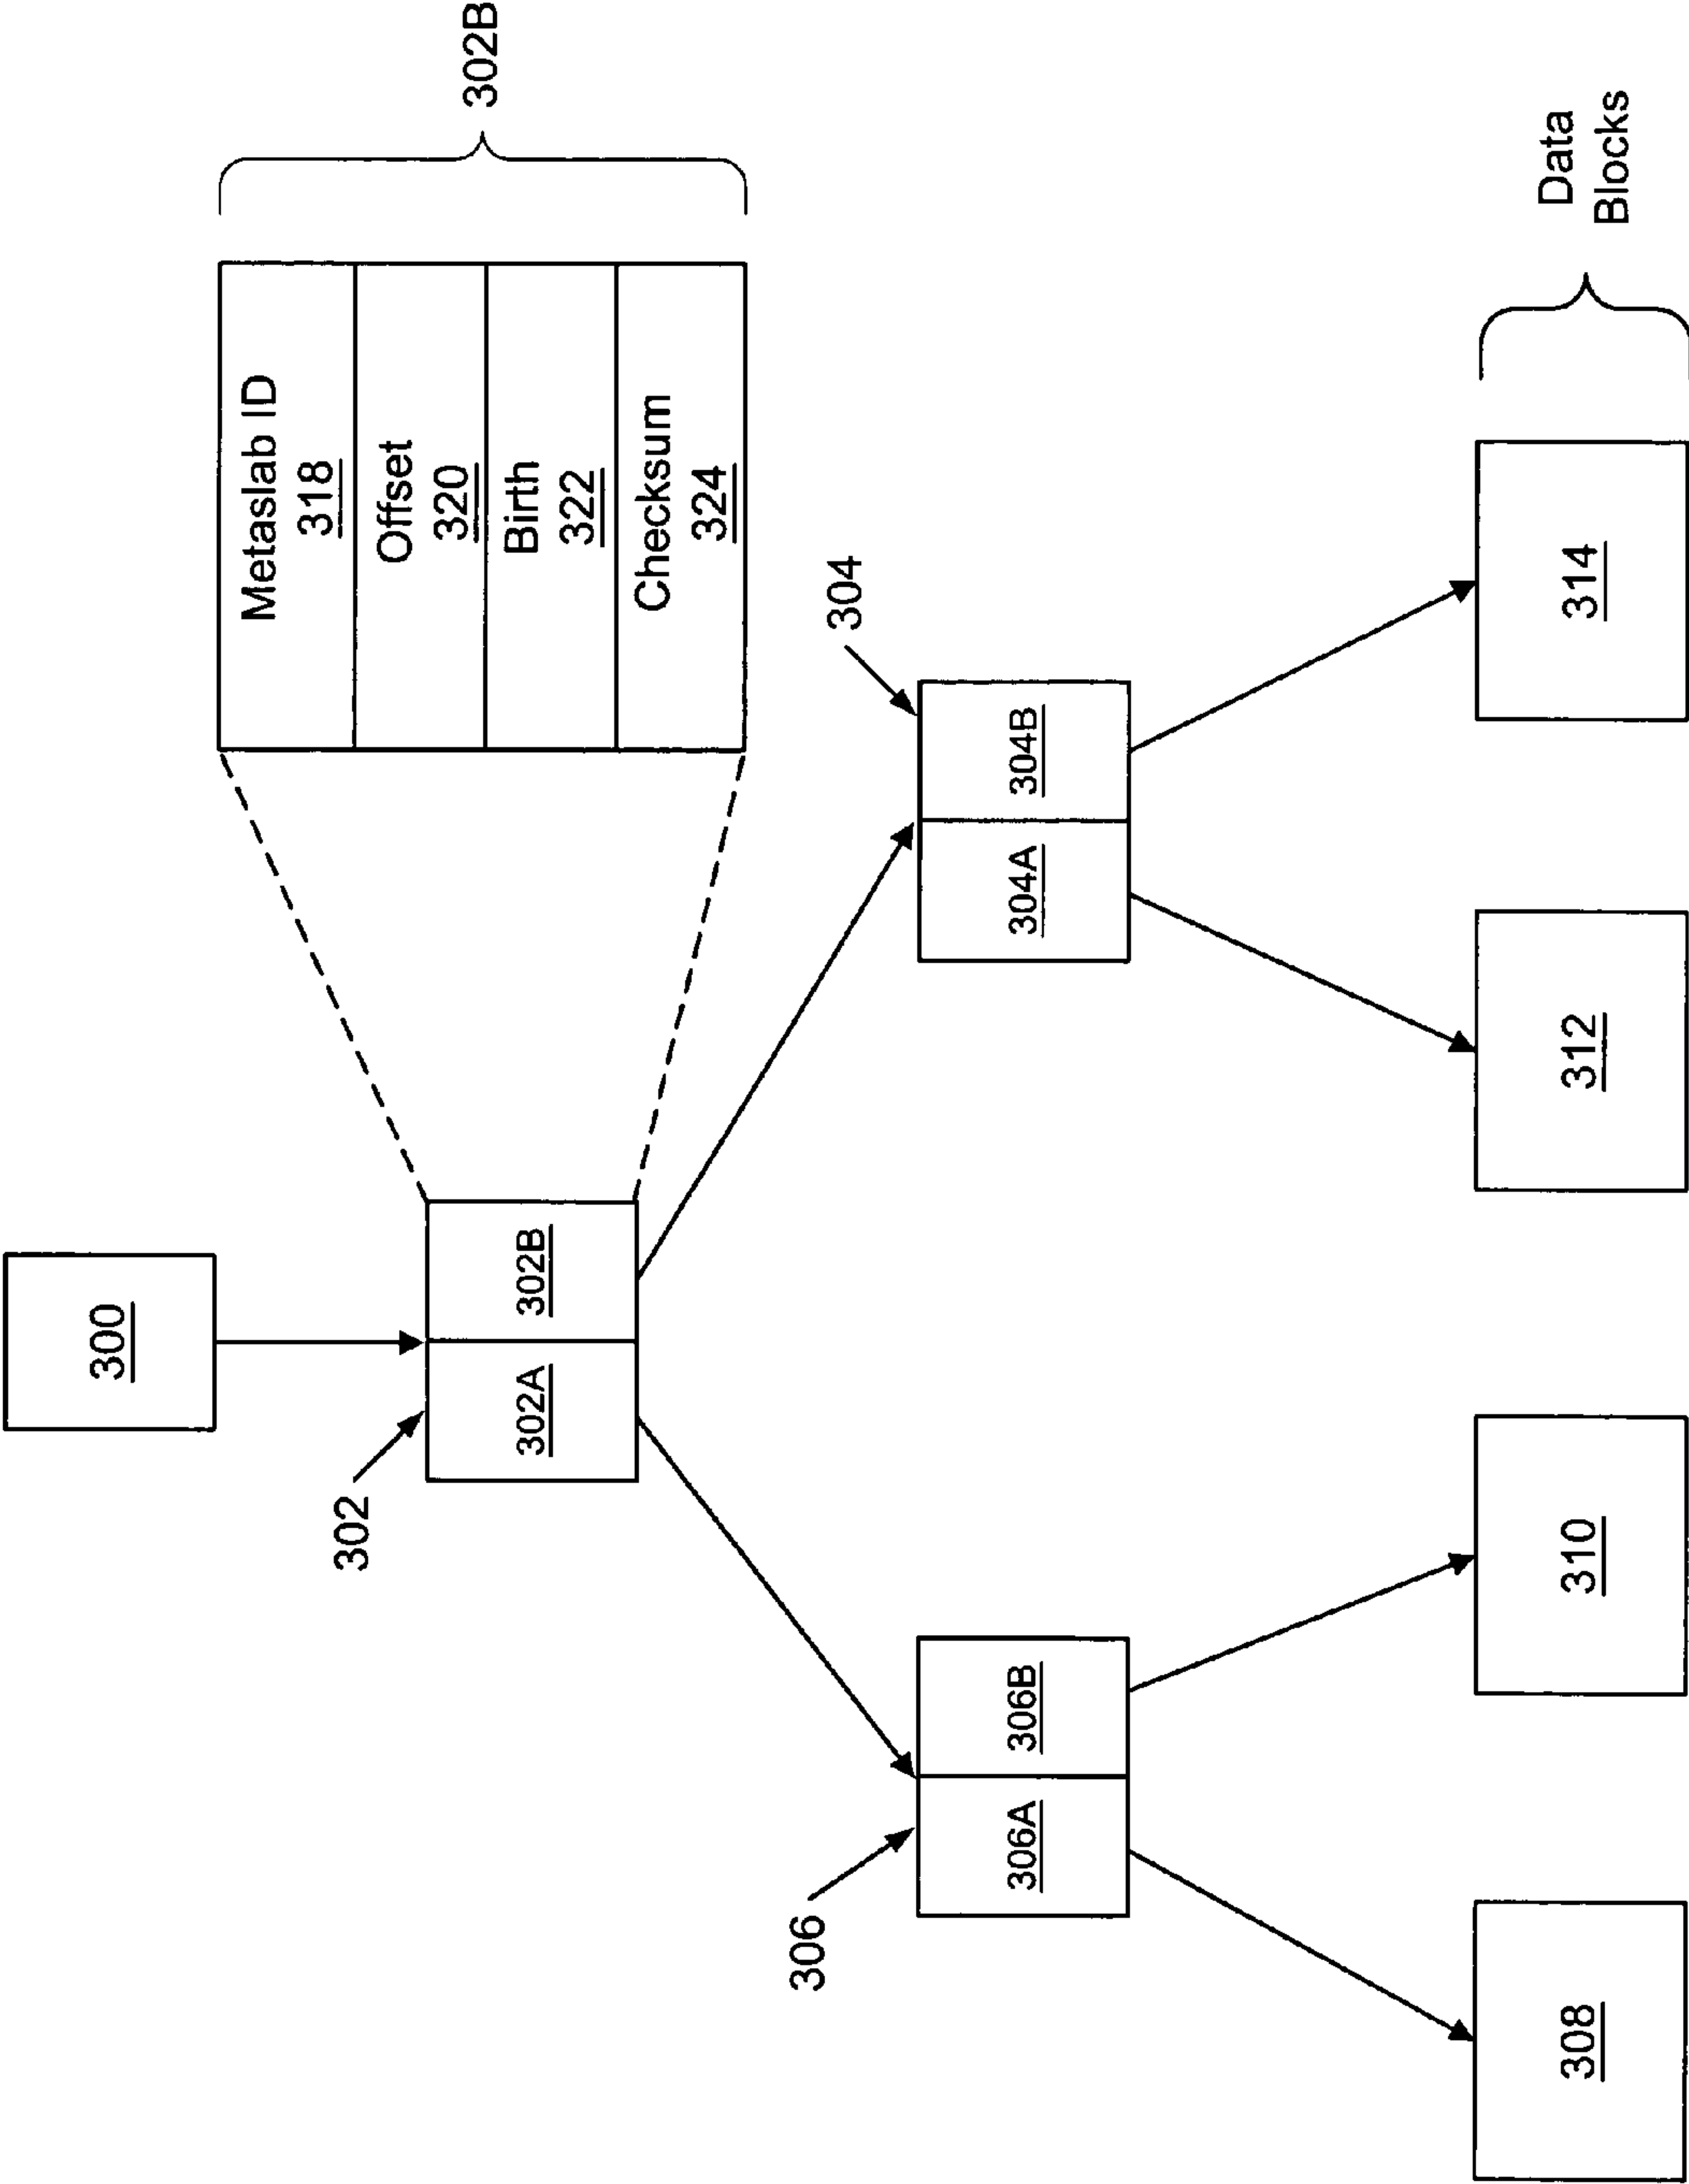 300
302
302A
302B
Metaslab ID
318
Offset
320
Birth
322
Checksum
324
302B
304
304A
304B
306
306A
306B
308
310
312
314
Data
Blocks